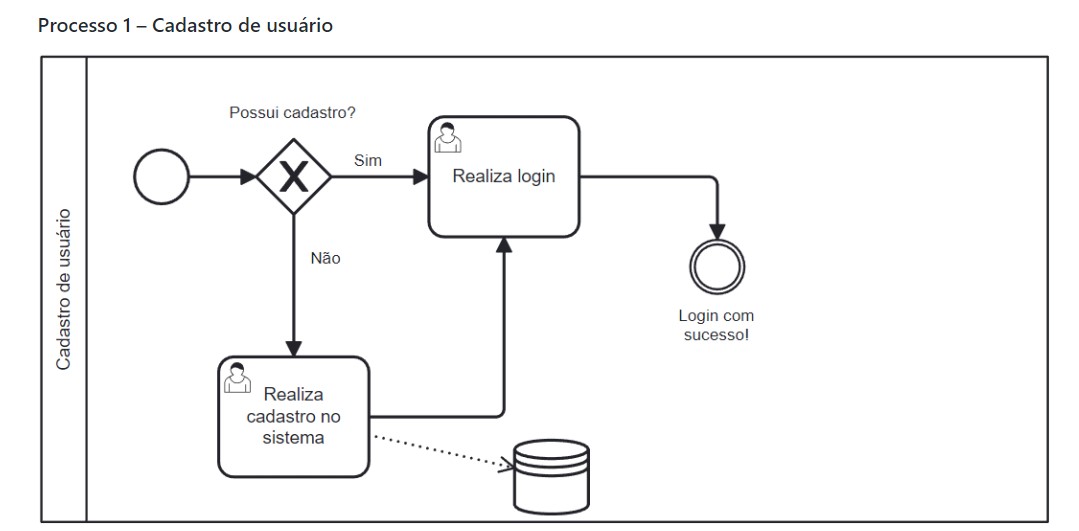 Processo 1 – Cadastro de usuário
Cadastro de usuário
Possui cadastro?
X
Sim
Realiza login
Não
Login com
sucesso!
Realiza
cadastro no
sistema